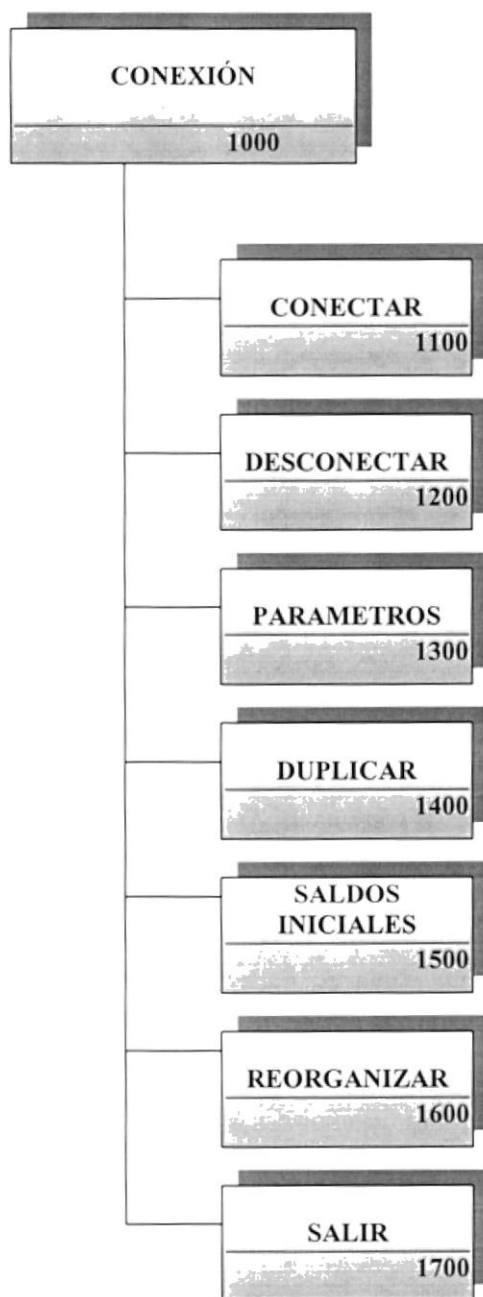 CONEXIÓN
1000
CONECTAR
1100
DESCONECTAR
1200
PARAMETROS
1300
DUPLICAR
1400
SALDOS
INICIALES
1500
REORGANIZAR
1600
SALIR
1700